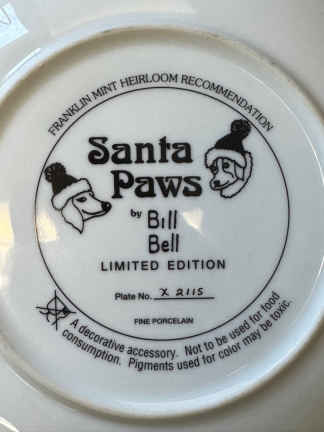 FRANKLIN MINT HEIRLOOM RECOMMENDATION
Santa
Paws
by Bill
Bell
LIMITED EDITION
Plate No. X 2115
FINE PORCELAIN
A decorative accessory. Not to be used for food
consumption. Pigments used for color may be toxic.